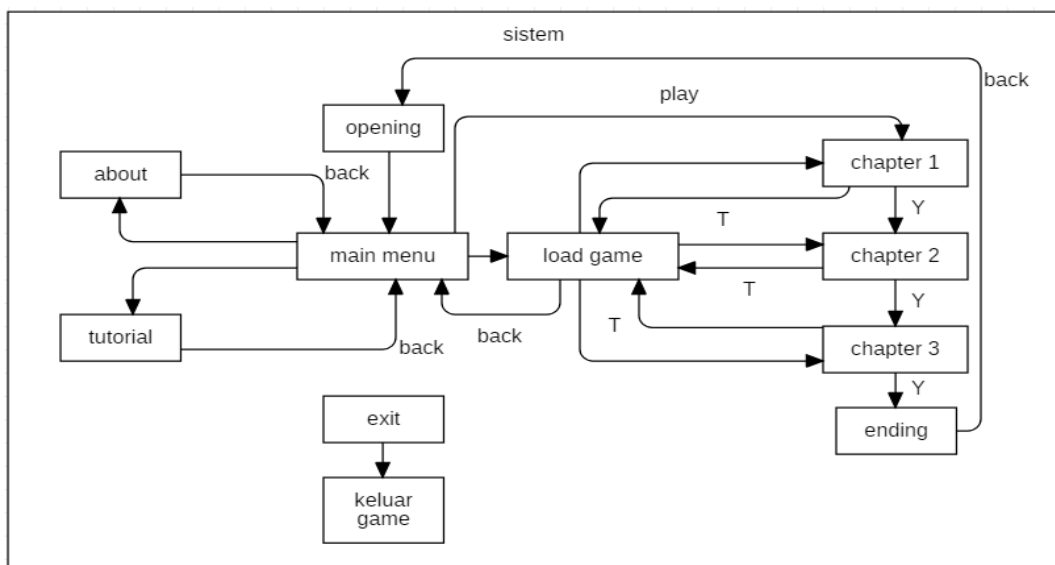 sistem
back
play
opening
chapter 1
about
back
T
Y
main menu
load game
chapter 2
T
Y
tutorial
back
back
T
chapter 3
Y
exit
ending
keluar
game